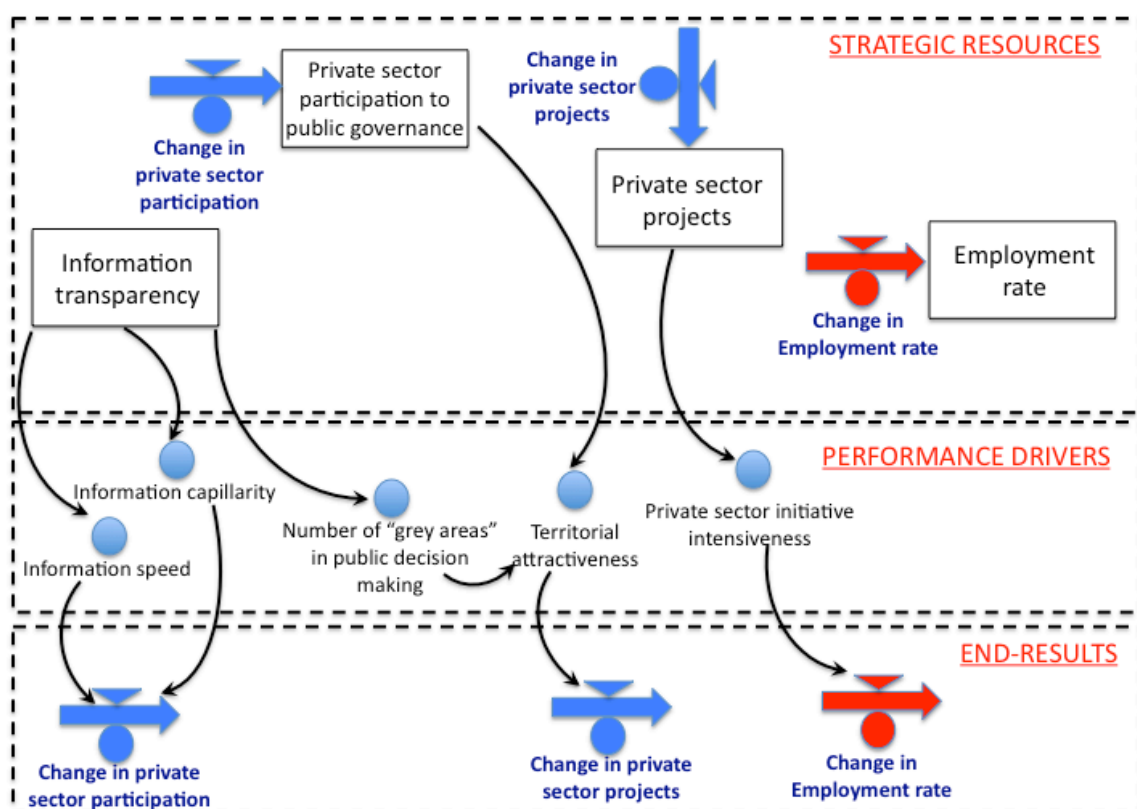 STRATEGIC RESOURCES
Private sector
participation to
public governance
Change in
private sector
projects
Change in
private sector
participation
Private sector
projects
Information
transparency
Employment
rate
Change in
Employment rate
PERFORMANCE DRIVERS
Information capillarity
Information speed
Number of “grey areas”
in public decision
making
Territorial
attractiveness
Private sector initiative
intensiveness
END-RESULTS
Change in private
sector participation
Change in private
sector projects
Change in
Employment rate